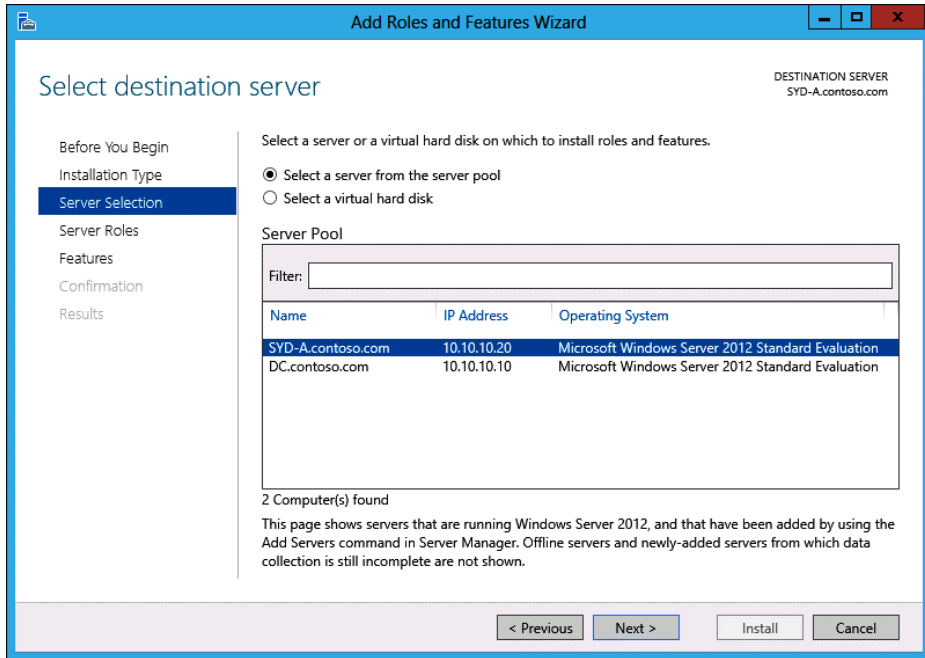 Add Roles and Features Wizard
Select destination server
DESTINATION SERVER
SYD-A.contoso.com
Before You Begin
Installation Type
Server Selection
Server Roles
Features
Confirmation
Results
Select a server or a virtual hard disk on which to install roles and features.
Select a server from the server pool
Select a virtual hard disk
Server Pool
Filter:
Name IP Address Operating System
SYD-A.contoso.com 10.10.10.20 Microsoft Windows Server 2012 Standard Evaluation
DC.contoso.com 10.10.10.10 Microsoft Windows Server 2012 Standard Evaluation
2 Computer(s) found
This page shows servers that are running Windows Server 2012, and that have been added by using the
Add Servers command in Server Manager. Offline servers and newly-added servers from which data
collection is still incomplete are not shown.
< Previous Next > Install Cancel